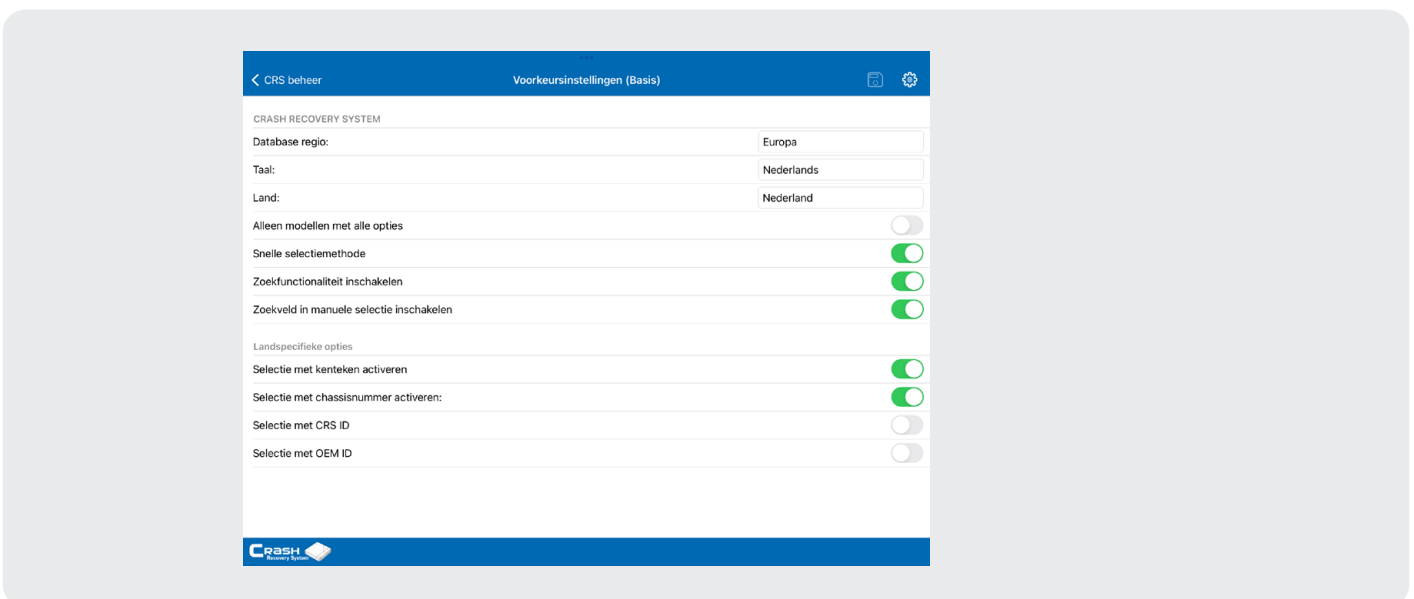 CRS beheer
Voorkeursinstellingen (Basis)
CRASH RECOVERY SYSTEM
Database regio:
Europa
Taal:
Nederlands
Land:
Nederland
Alleen modellen met alle opties
Snelle selectiemethode
Zoekfunctionaliteit inschakelen
Zoekveld in manuele selectie inschakelen
Landspecifieke opties
Selectie met kenteken activeren
Selectie met chassisnummer activeren:
Selectie met CRS ID
Selectie met OEM ID
CRASH
Recovery System